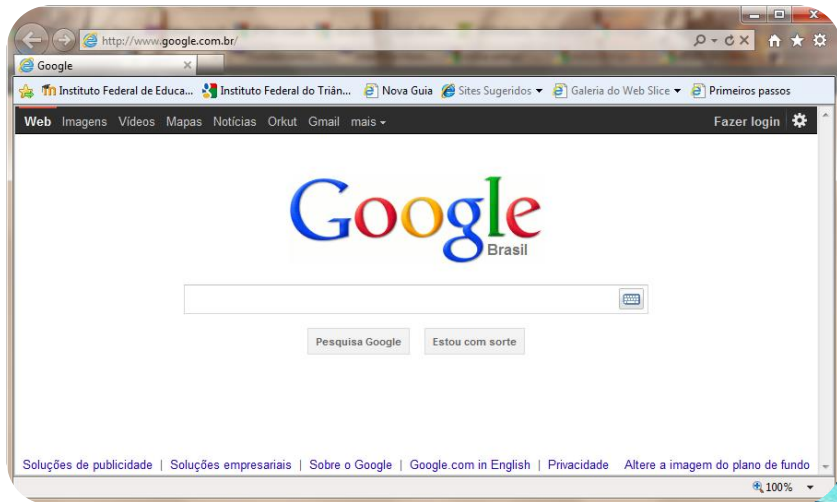 http://www.google.com.br/
Google
Instituto Federal de Educa... Instituto Federal do Triân... Nova Guia Sites Sugeridos Galeria do Web Slice Primeiros passos
Web Imagens Vídeos Mapas Notícias Orkut Gmail mais Fazer login
Google
Brasil
Pesquisa Google Estou com sorte
Soluções de publicidade | Soluções empresariais | Sobre o Google | Google.com in English | Privacidade Altere a imagem do plano de fundo
100%